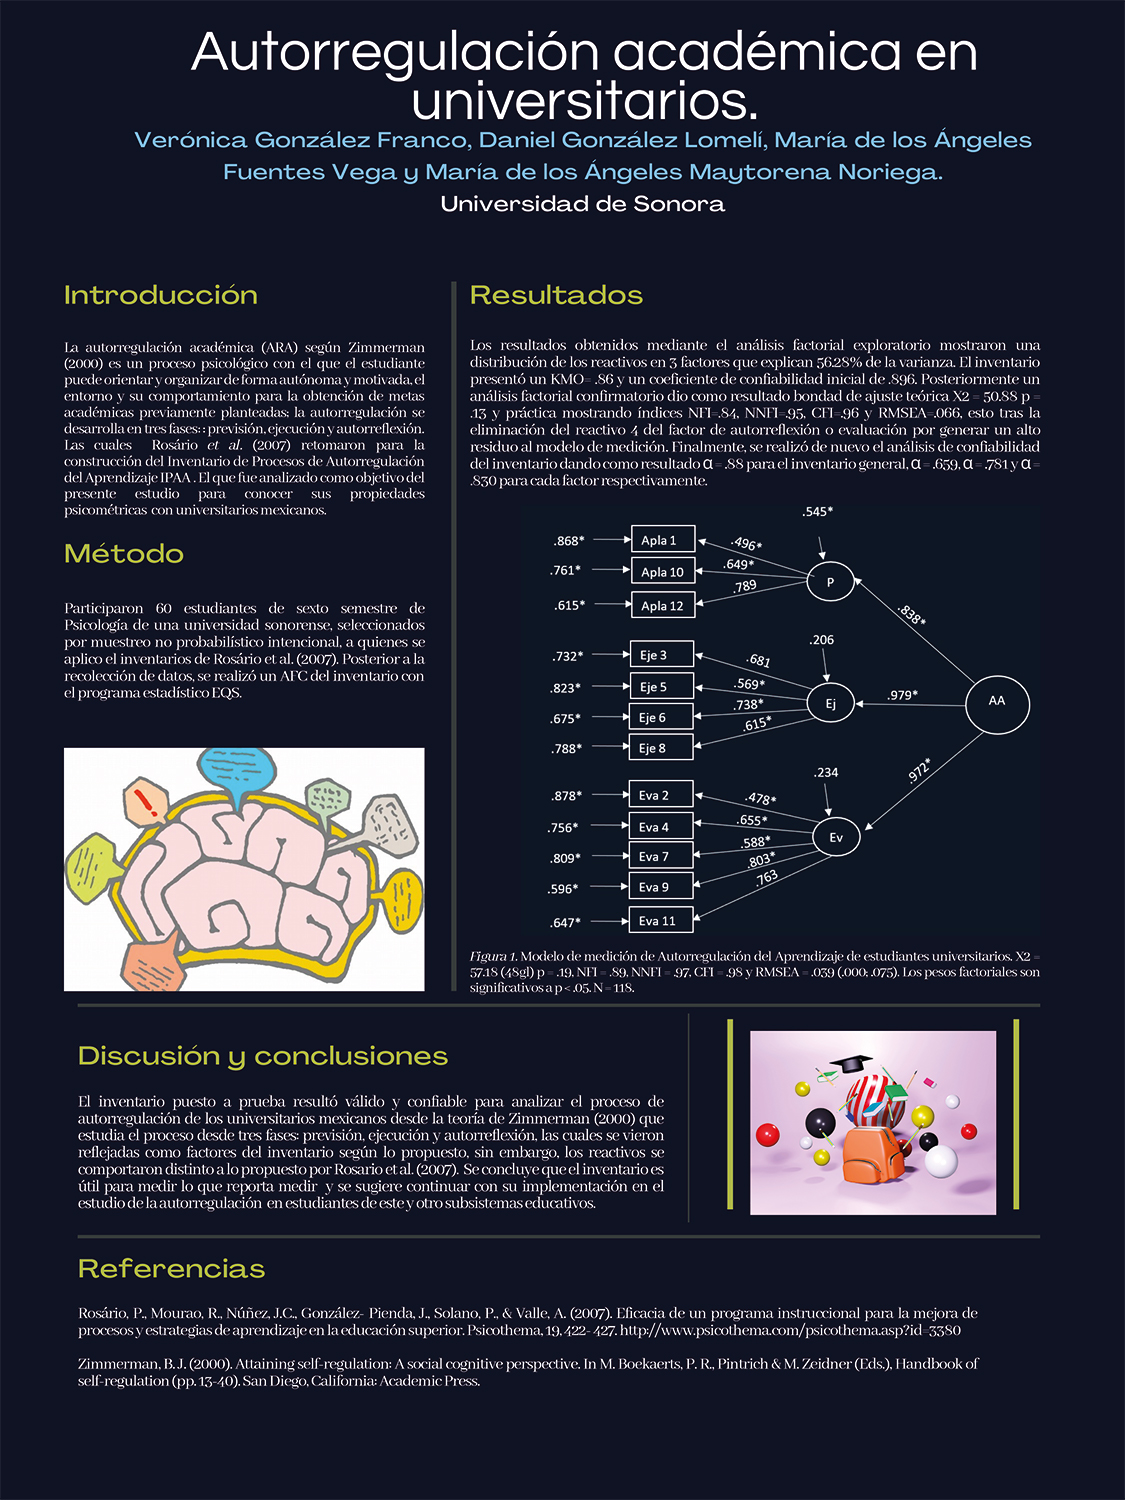 Autorregulación académica en
universitarios.
Verónica González Franco, Daniel González Lomelí, María de los Ángeles
Fuentes Vega y María de los Ángeles Maytorena Noriega.
Universidad de Sonora
Introducción
La autorregulación académica (ARA) según Zimmerman
(2000) es un proceso psicológico con el que el estudiante
puede orientar y organizar de forma autónoma y motivada, el
entorno y su comportamiento para la obtención de metas
académicas previamente planteadas; la autorregulación se
desarrolla en tres fases: : previsión, ejecución y autorreflexión.
Las cuales Rosário et al. (2007) retomaron para la
construcción del Inventario de Procesos de Autorregulación
del Aprendizaje IPAA . El que fue analizado como objetivo del
presente estudio para conocer sus propiedades
psicométricas con universitarios mexicanos.
Método
Participaron 60 estudiantes de sexto semestre de
Psicología de una universidad sonorense, seleccionados
por muestreo no probabilístico intencional, a quienes se
aplico el inventarios de Rosário et al. (2007). Posterior a la
recolección de datos, se realizó un AFC del inventario con
el programa estadístico EQS.
Resultados
Los resultados obtenidos mediante el análisis factorial exploratorio mostraron una
distribución de los reactivos en 3 factores que explican 56.28% de la varianza. El inventario
presentó un KMO= .86 y un coeficiente de confiabilidad inicial de .896. Posteriormente un
análisis factorial confirmatorio dio como resultado bondad de ajuste teórica X2 = 50.88 p =
.13 y práctica mostrando índices NFI=.84, NNFI=.95, CFI=.96 y RMSEA=.066, esto tras la
eliminación del reactivo 4 del factor de autorreflexión o evaluación por generar un alto
residuo al modelo de medición. Finalmente, se realizó de nuevo el análisis de confiabilidad
del inventario dando como resultado α = .88 para el inventario general, α = .659, α = .781 y α =
.830 para cada factor respectivamente.
.545*
.868* Apla 1 .496*
.761* Apla 10 .649* P
.615* Apla 12 .789
.838*
.206
.732* Eje 3 .681
.823* Eje 5 .569*
.675* Eje 6 .738* Ej .979* AA
.788* Eje 8 .615*
.972*
.234
.878* Eva 2 .478*
.756* Eva 4 .655*
.809* Eva 7 .588* Ev
.596* Eva 9 .803*
.647* Eva 11 .763
Figura 1. Modelo de medición de Autorregulación del Aprendizaje de estudiantes universitarios. X2 =
57.18 (48gl) p = .19, NFI = .89, NNFI = .97, CFI = .98 y RMSEA = .039 (.000; .075). Los pesos factoriales son
significativos a p < .05. N = 118.
Discusión y conclusiones
El inventario puesto a prueba resultó válido y confiable para analizar el proceso de
autorregulación de los universitarios mexicanos desde la teoría de Zimmerman (2000) que
estudia el proceso desde tres fases: previsión, ejecución y autorreflexión, las cuales se vieron
reflejadas como factores del inventario según lo propuesto, sin embargo, los reactivos se
comportaron distinto a lo propuesto por Rosario et al. (2007). Se concluye que el inventario es
útil para medir lo que reporta medir y se sugiere continuar con su implementación en el
estudio de la autorregulación en estudiantes de este y otro subsistemas educativos.
Referencias
Rosário, P., Mourao, R., Núñez, J.C., González- Pienda, J., Solano, P., & Valle, A. (2007). Eficacia de un programa instruccional para la mejora de
procesos y estrategias de aprendizaje en la educación superior. Psicothema, 19, 422- 427. http://www.psicothema.com/psicothema.asp?id=3380
Zimmerman, B.J. (2000). Attaining self-regulation: A social cognitive perspective. In M. Boekaerts, P. R., Pintrich & M. Zeidner (Eds.), Handbook of
self-regulation (pp. 13-40). San Diego, California: Academic Press.